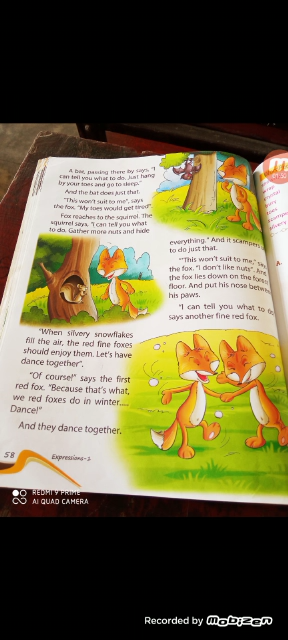 A bat, passing there by says, "I
can tell you what to do. Just hang
by your toes and go to sleep."
And the bat does just that.
"This won't suit to me", says
the fox. "My toes would get tired".
Fox reaches to the squirrel. The
squirrel says. "I can tell you what
to do. Gather more nuts and hide
everything." And it scampers
to do just that.
"This won't suit to me,"
the fox. "I don't like nuts".
the fox lies down on the
floor. And put his nose
his paws.
"I can tell you what to
says another fine red fox.
"When silvery snowflakes
fill the air, the red fine foxes
should enjoy them. Let's have
dance together".
"Of course!" says the first
red fox. "Because that's what,
we red foxes do in winter....
Dance!"
And they dance together.
58
Expressions-2
REDMI 9 PRIME
AI QUAD CAMERA
Recorded by mobizen